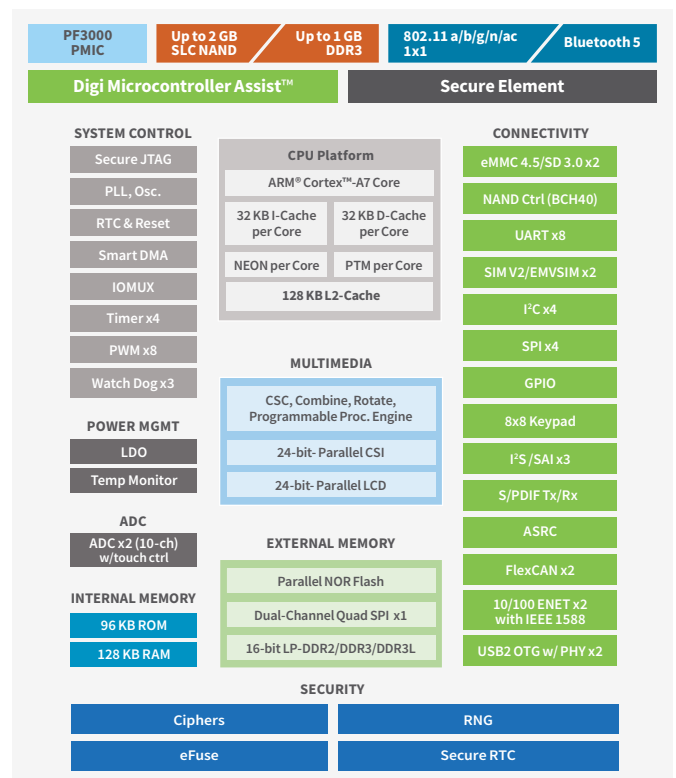 PF3000
PMIC
Up to 2 GB
SLC NAND
Up to 1 GB
DDR3
802.11 a/b/g/n/ac
1x1
Bluetooth 5
Digi Microcontroller Assist™
Secure Element
SYSTEM CONTROL
Secure JTAG
PLL, Osc.
RTC & Reset
Smart DMA
IOMUX
Timer x4
PWM x8
Watch Dog x3
POWER MGMT
LDO
Temp Monitor
ADC
ADC x2 (10-ch)
w/touch ctrl
INTERNAL MEMORY
96 KB ROM
128 KB RAM
CPU Platform
ARM® Cortex™-A7 Core
32 KB I-Cache
per Core
32 KB D-Cache
per Core
NEON per Core
PTM per Core
128 KB L2-Cache
MULTIMEDIA
CSC, Combine, Rotate,
Programmable Proc. Engine
24-bit- Parallel CSI
24-bit- Parallel LCD
EXTERNAL MEMORY
Parallel NOR Flash
Dual-Channel Quad SPI x1
16-bit LP-DDR2/DDR3/DDR3L
CONNECTIVITY
eMMC 4.5/SD 3.0 x2
NAND Ctrl (BCH40)
UART x8
SIM V2/EMVSIM x2
I²C x4
SPI x4
GPIO
8x8 Keypad
I²S /SAI x3
S/PDIF Tx/Rx
ASRC
FlexCAN x2
10/100 ENET x2
with IEEE 1588
USB2 OTG w/ PHY x2
SECURITY
Ciphers
RNG
eFuse
Secure RTC